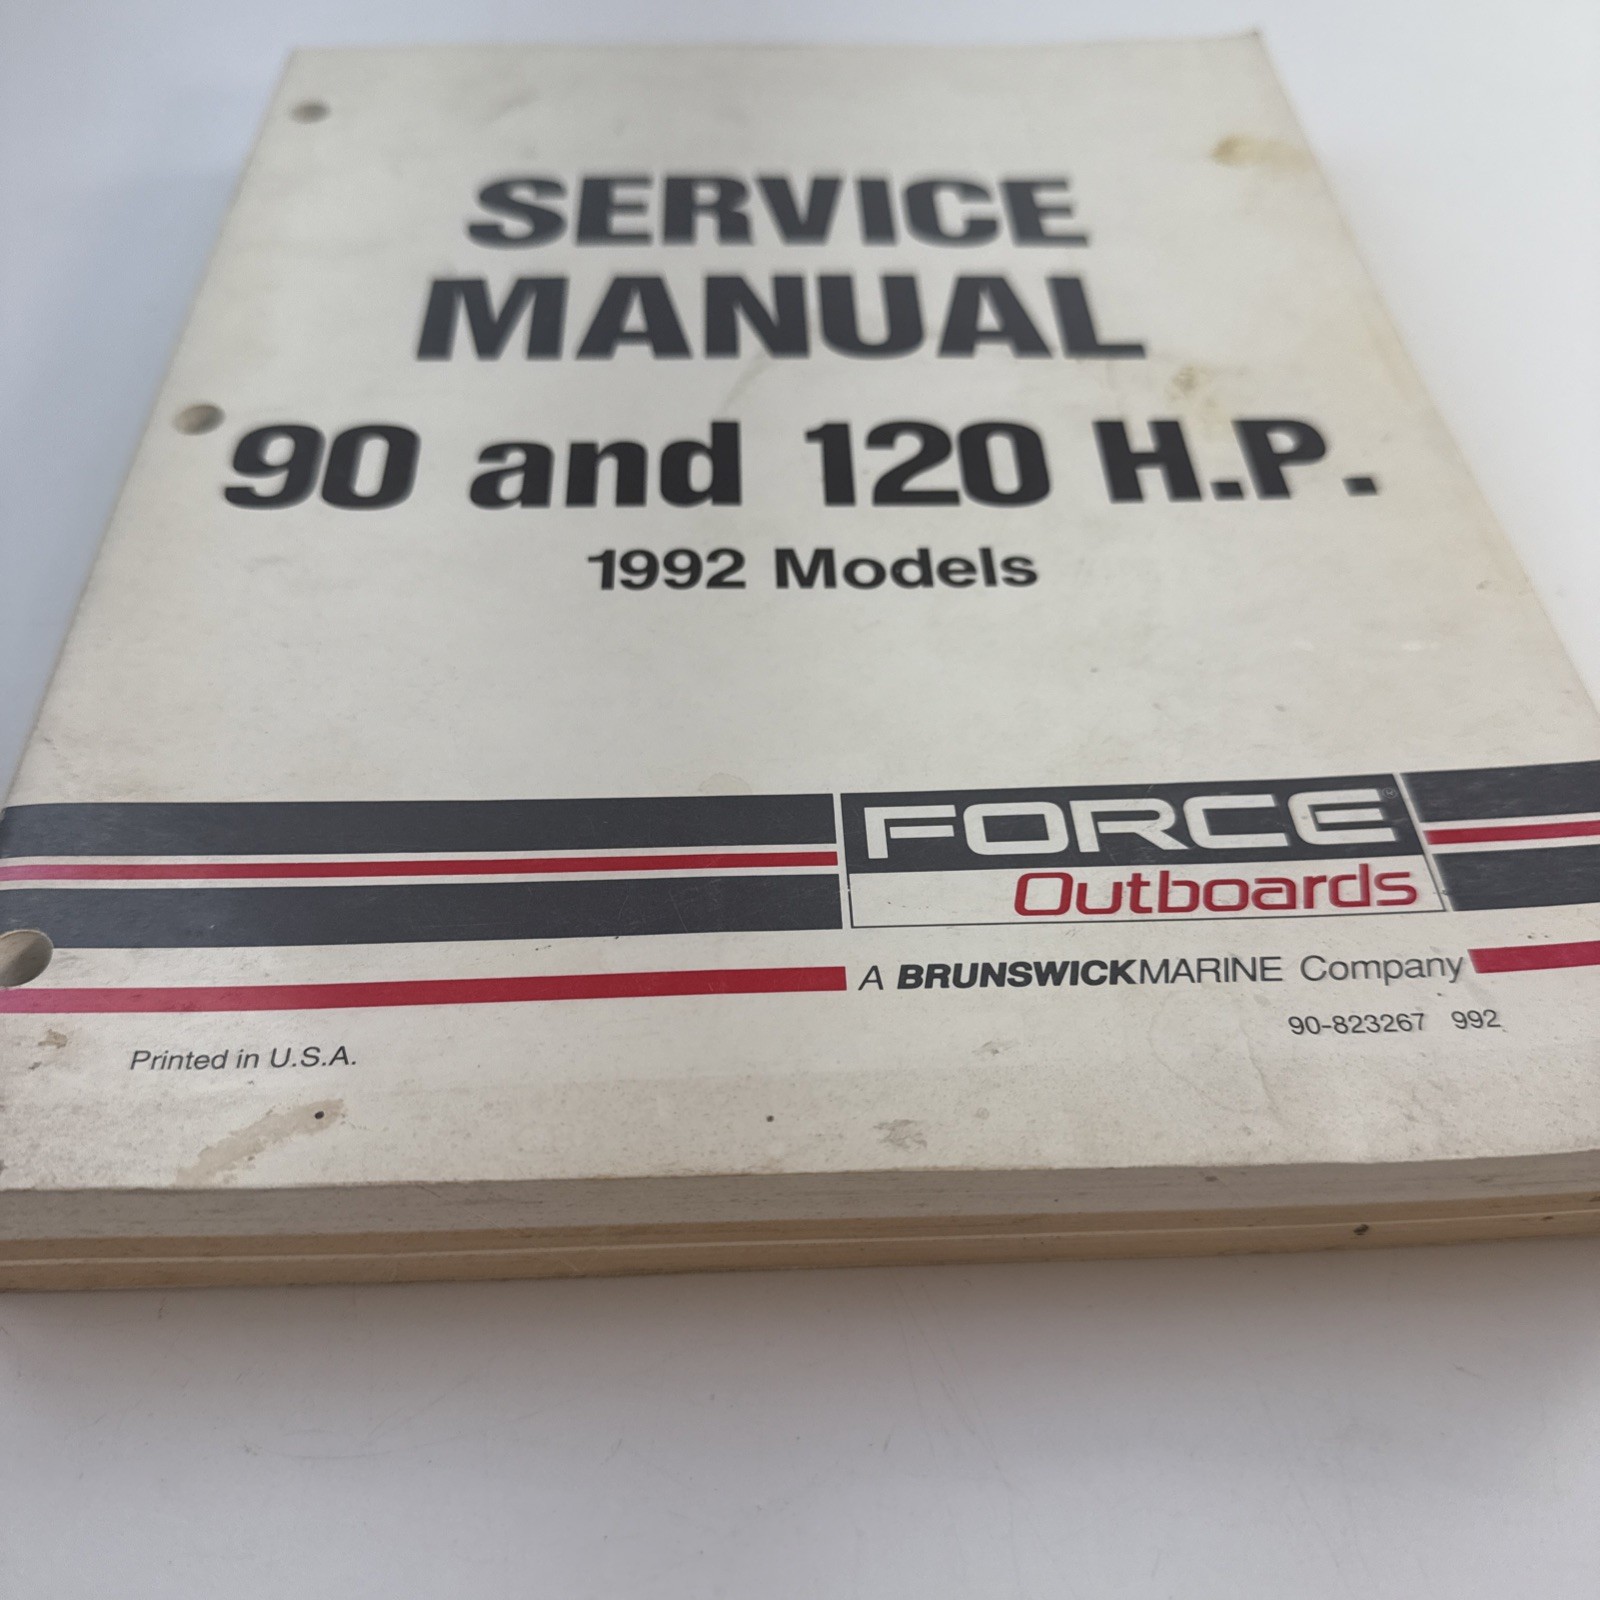 SERVICE
MANUAL
90 and 120 H.P.
1992 Models
FORCE
Outboards
A BRUNSWICKMARINE Company
90-823267 992
Printed in U.S.A.